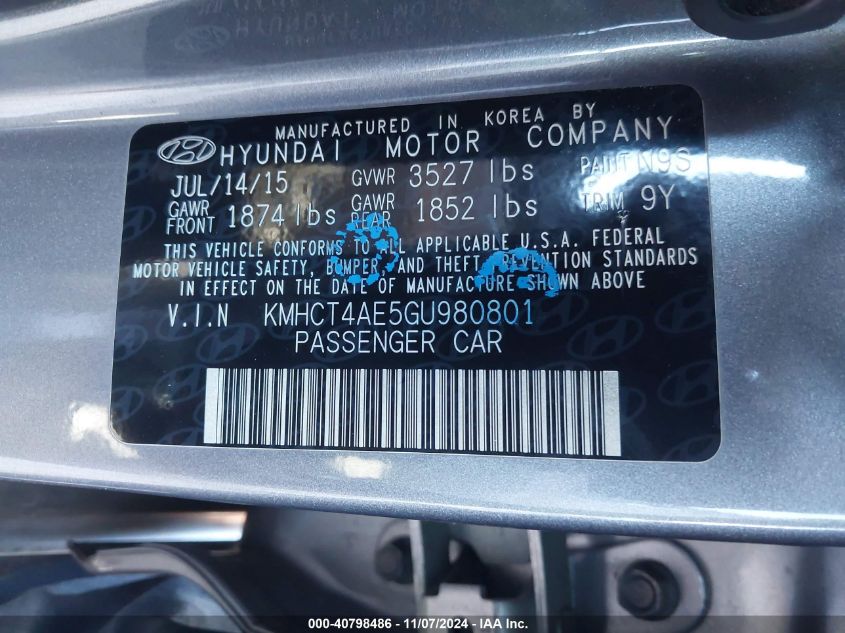 MANUFACTURED IN KOREA BY
HYUNDAI MOTOR COMPANY
JUL/14/15 GVWR 3527 lbs PAINT N9S
GAWR FRONT 1874 lbs GAWR REAR 1852 lbs TRIM 9Y
THIS VEHICLE CONFORMS TO ALL APPLICABLE U.S.A. FEDERAL
MOTOR VEHICLE SAFETY, BUMPER, AND THEFT PREVENTION STANDARDS
IN EFFECT ON THE DATE OF MANUFACTURE SHOWN ABOVE
V.I.N KMHCT4AE5GU980801
PASSENGER CAR
000-40798486 - 11/07/2024 - IAA Inc.